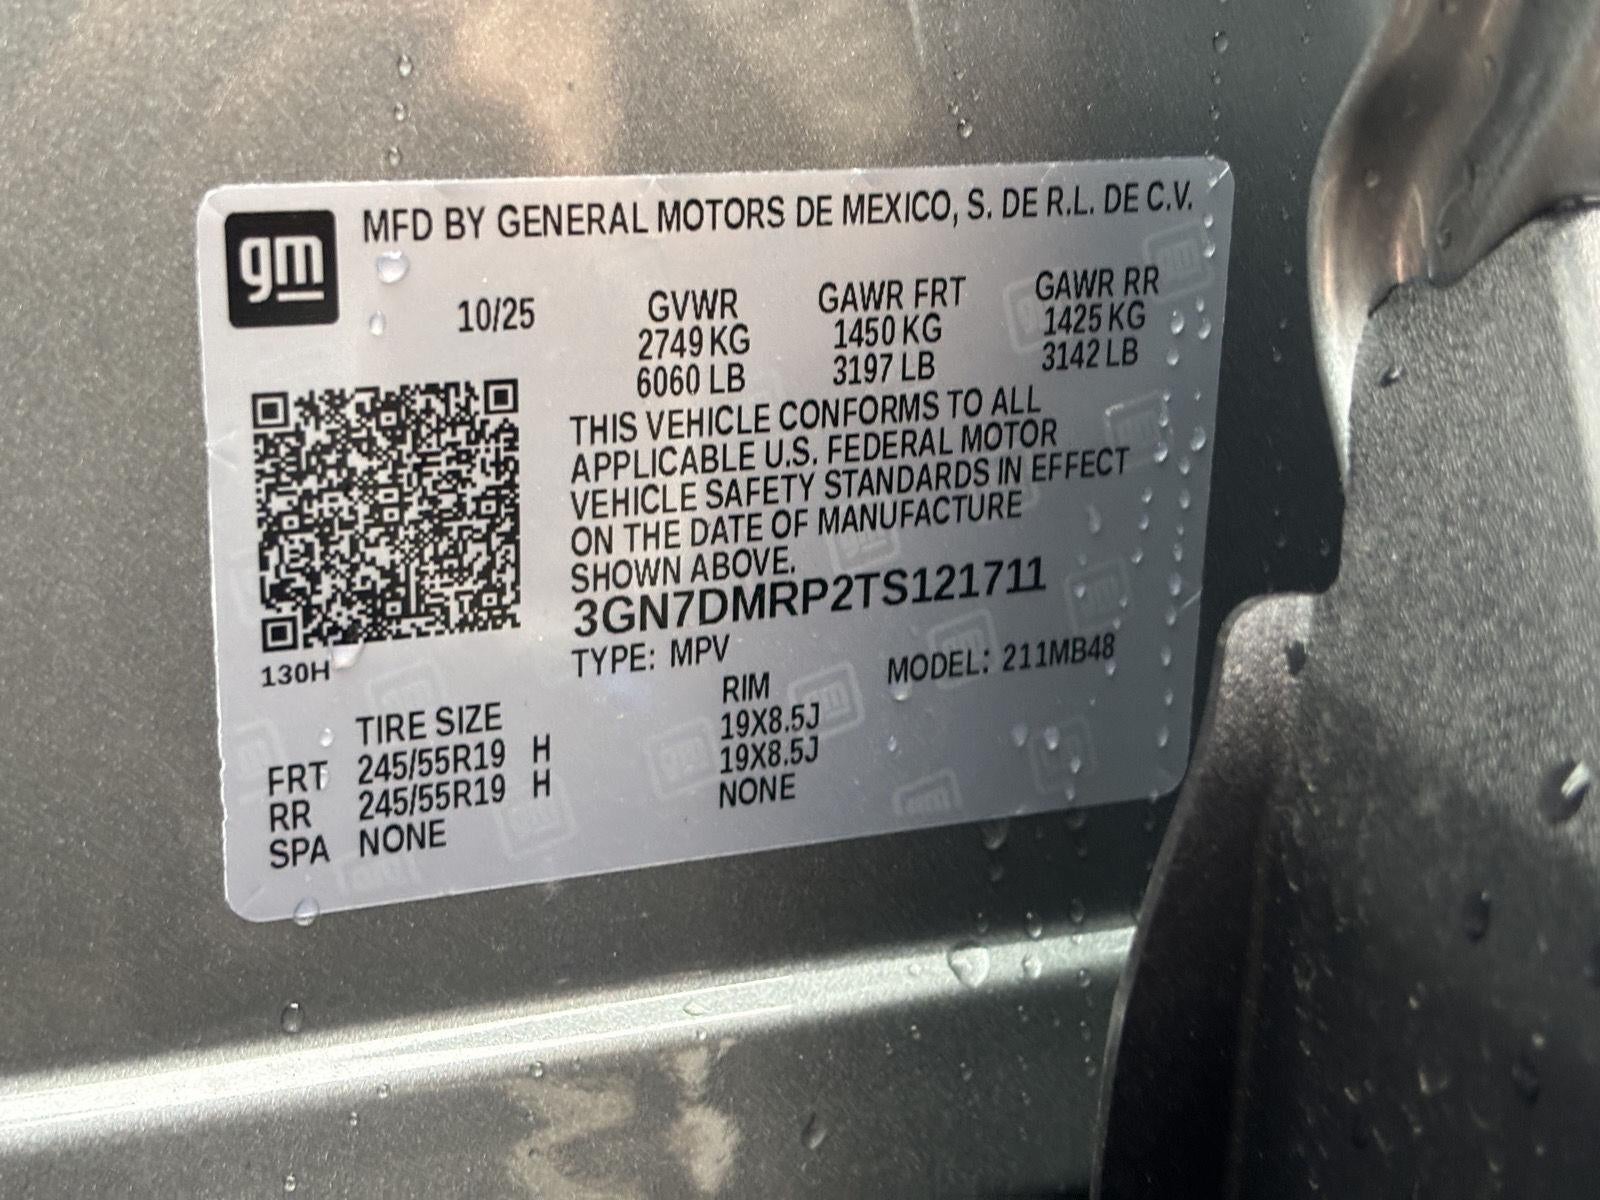 gm
MFD BY GENERAL MOTORS DE MEXICO, S. DE R.L. DE C.V.
10/25 GVWR GAWR FRT GAWR RR
2749 KG 1450 KG 1425 KG
6060 LB 3197 LB 3142 LB
THIS VEHICLE CONFORMS TO ALL
APPLICABLE U.S. FEDERAL MOTOR
VEHICLE SAFETY STANDARDS IN EFFECT
ON THE DATE OF MANUFACTURE
SHOWN ABOVE.
3GN7DMRP2TS121711
130H
TYPE: MPV MODEL: 211MB48
TIRE SIZE RIM
FRT 245/55R19 H 19X8.5J
RR 245/55R19 H 19X8.5J
SPA NONE NONE